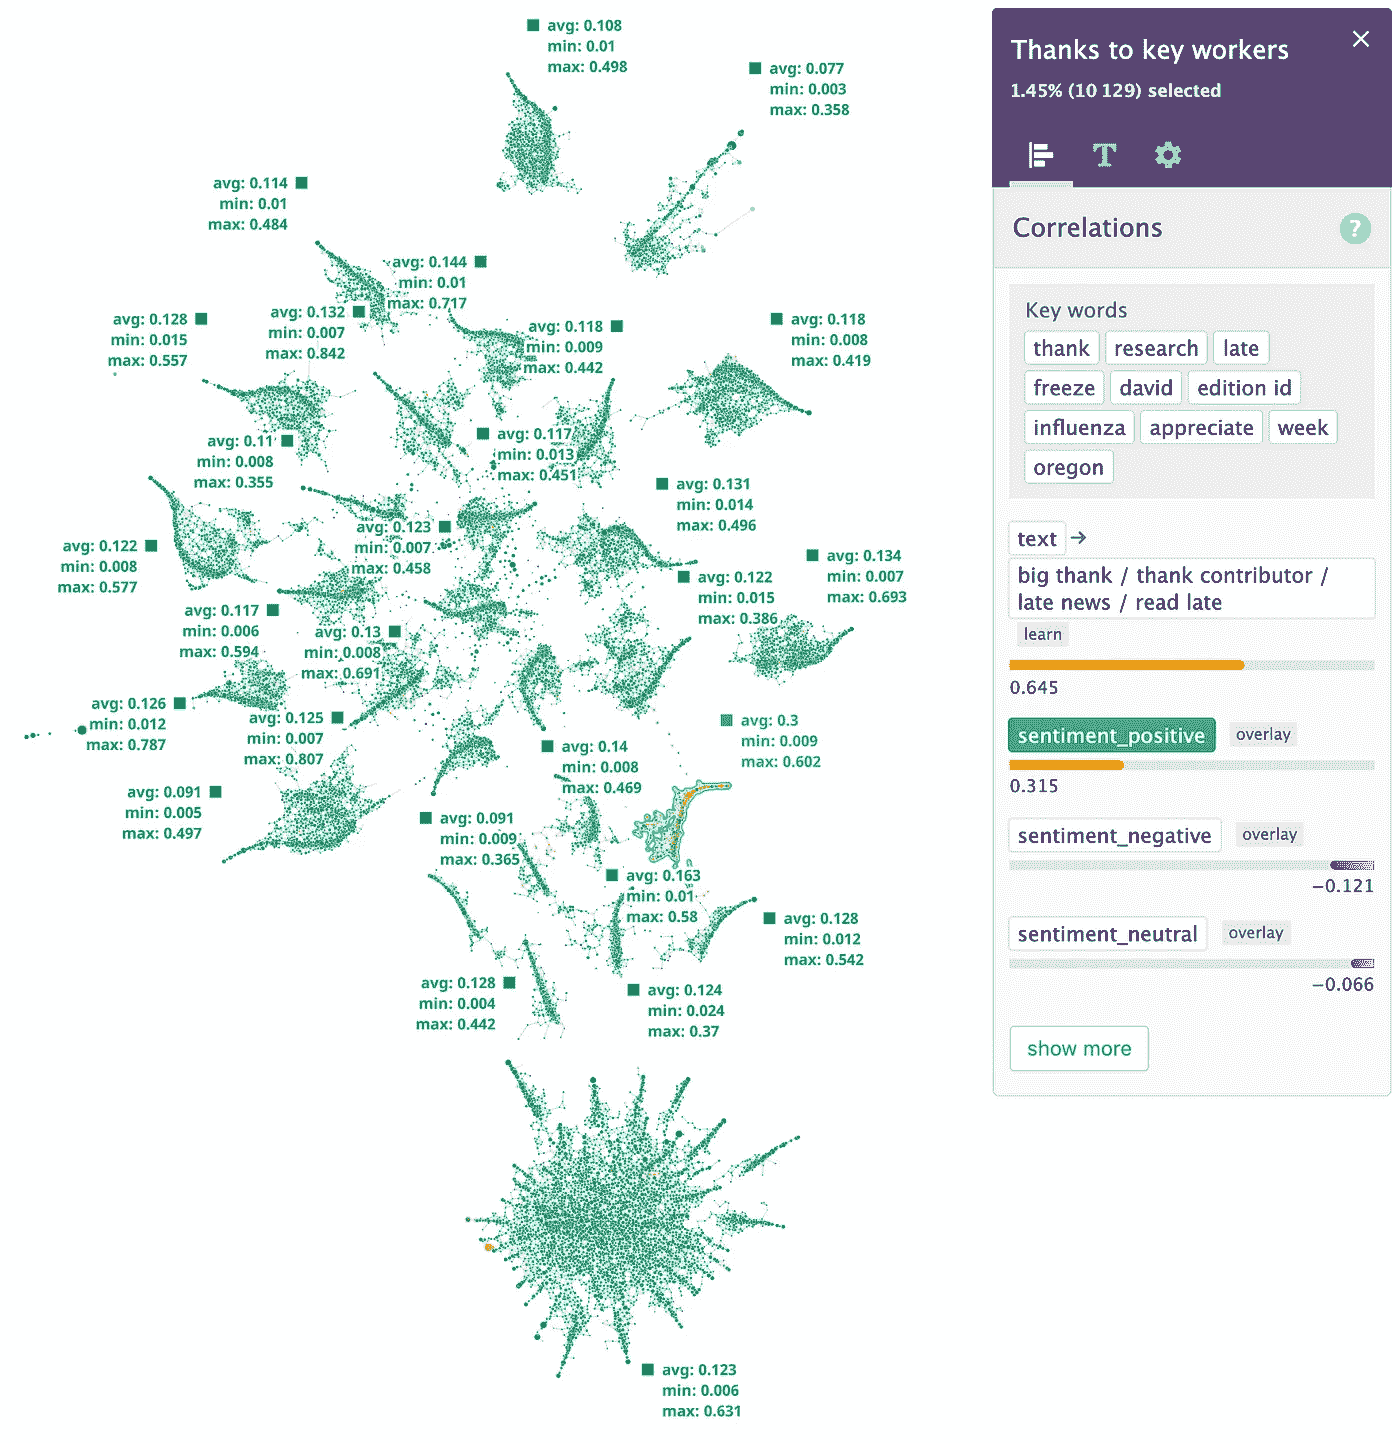 avg: 0.108
min: 0.01
max: 0.498
avg: 0.077
min: 0.003
max: 0.358
avg: 0.114
min: 0.01
max: 0.484
avg: 0.144
min: 0.01
max: 0.717
avg: 0.128
min: 0.015
max: 0.557
avg: 0.132
min: 0.007
max: 0.842
avg: 0.118
min: 0.009
max: 0.442
avg: 0.118
min: 0.008
max: 0.419
avg: 0.11
min: 0.008
max: 0.355
avg: 0.117
min: 0.013
max: 0.451
avg: 0.131
min: 0.014
max: 0.496
avg: 0.123
min: 0.007
max: 0.458
avg: 0.122
min: 0.008
max: 0.577
avg: 0.134
min: 0.007
max: 0.693
avg: 0.122
min: 0.015
max: 0.386
avg: 0.117
min: 0.006
max: 0.594
avg: 0.13
min: 0.008
max: 0.691
avg: 0.126
min: 0.012
max: 0.787
avg: 0.125
min: 0.007
max: 0.807
avg: 0.3
min: 0.009
max: 0.602
avg: 0.14
min: 0.008
max: 0.469
avg: 0.091
min: 0.005
max: 0.497
avg: 0.091
min: 0.009
max: 0.365
avg: 0.163
min: 0.01
max: 0.58
avg: 0.128
min: 0.012
max: 0.542
avg: 0.128
min: 0.004
max: 0.442
avg: 0.124
min: 0.024
max: 0.37
avg: 0.123
min: 0.006
max: 0.631
Thanks to key workers
1.45% (10 129) selected
T
Correlations ?
Key words
thank research late
freeze david edition id
influenza appreciate week
oregon
text →
big thank / thank contributor /
late news / read late
learn
0.645
sentiment_positive overlay
0.315
sentiment_negative overlay
−0.121
sentiment_neutral overlay
−0.066
show more